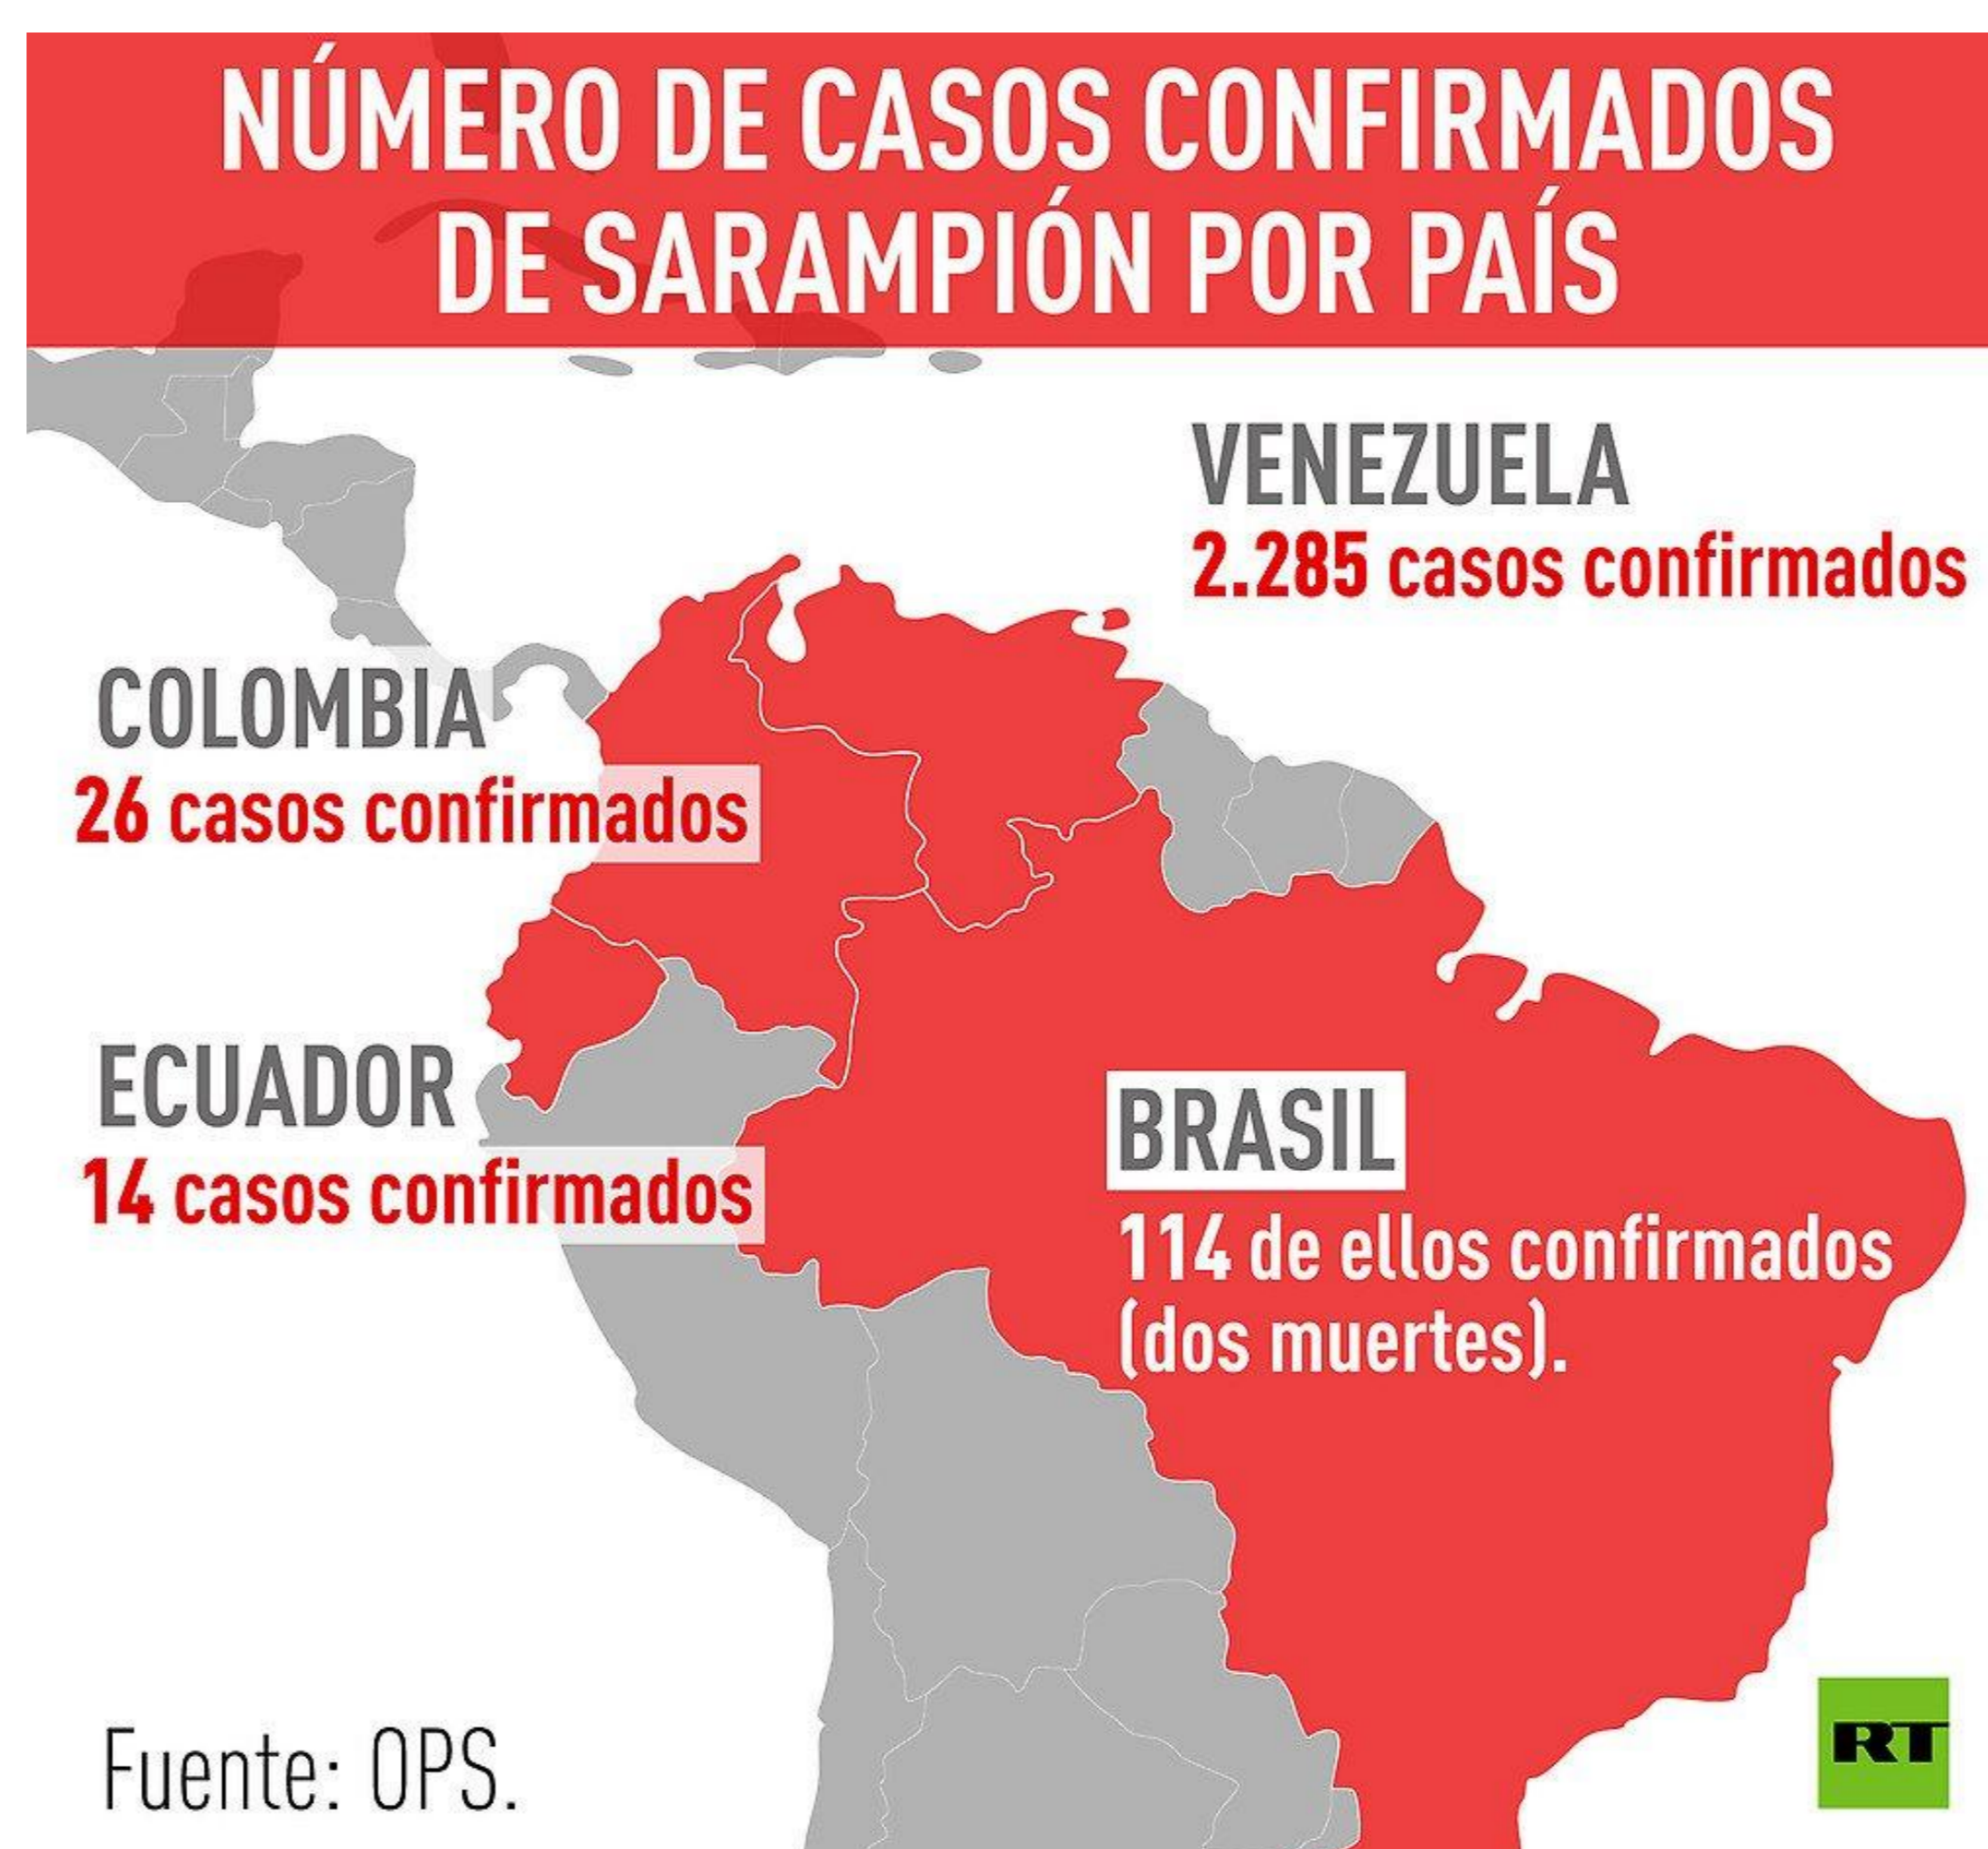 NÚMERO DE CASOS CONFIRMADOS
DE SARAMPIÓN POR PAÍS
VENEZUELA
2.285 casos confirmados
COLOMBIA
26 casos confirmados
ECUADOR
14 casos confirmados
BRASIL
114 de ellos confirmados
(dos muertes).
Fuente: OPS.
RT